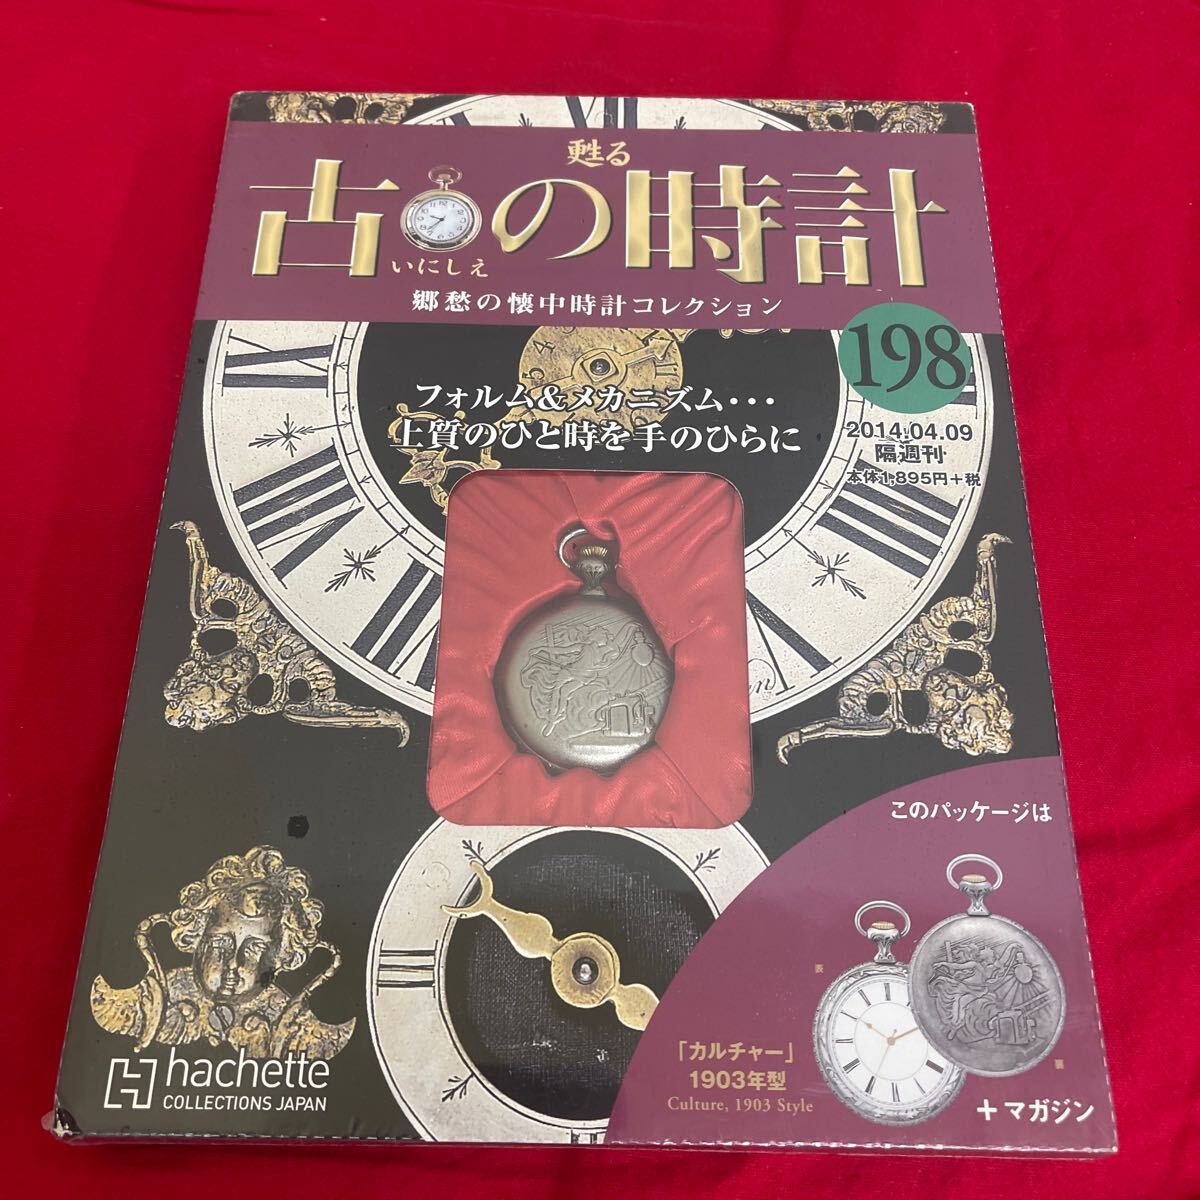 甦る
古の時計
いにしえ
郷愁の懐中時計コレクション
198
フォルム&メカニズム・・・
上質のひと時を手のひらに
2014.04.09
隔週刊
本体1,895円+税
このパッケージは
表
裏
「カルチャー」
1903年型
Culture, 1903 Style
+マガジン
hachette
COLLECTIONS JAPAN